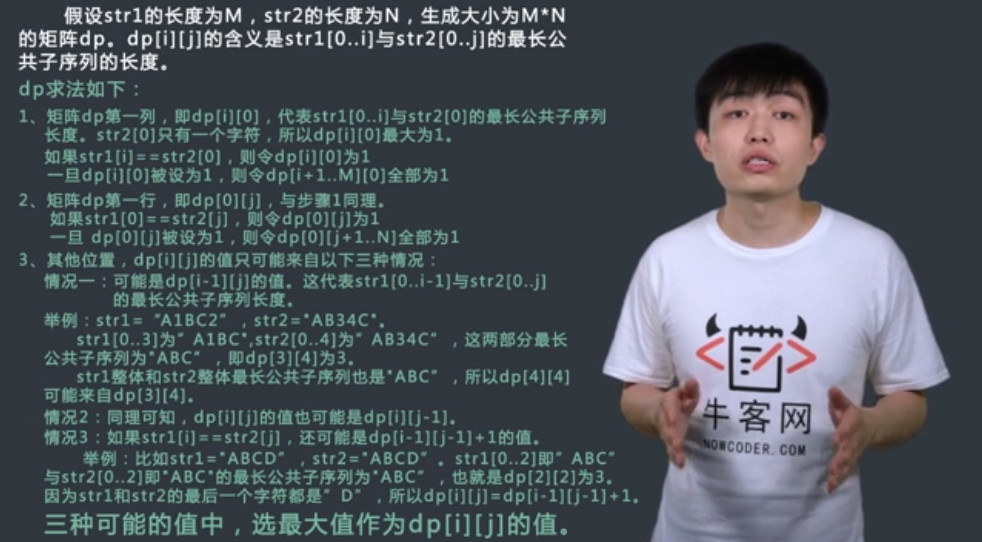 假设str1的长度为M，str2的长度为N，生成大小为M*N
的矩阵dp。dp[i][j]的含义是str1[0..i]与str2[0..j]的最长公
共子序列的长度。
dp求法如下：
1、矩阵dp第一列，即dp[i][0]，代表str1[0..i]与str2[0]的最长公共子序列
长度。str2[0]只有一个字符，所以dp[i][0]最大为1。
如果str1[i]==str2[0]，则令dp[i][0]为1
一旦dp[i][0]被设为1，则令dp[i+1..M][0]全部为1
2、矩阵dp第一行，即dp[0][j]，与步骤1同理。
如果str1[0]==str2[j]，则令dp[0][j]为1
一旦 dp[0][j]被设为1，则令dp[0][j+1..N]全部为1
3、其他位置，dp[i][j]的值只可能来自以下三种情况：
情况一：可能是dp[i-1][j]的值。这代表str1[0..i-1]与str2[0..j]
的最长公共子序列长度。
举例：str1= "A1BC2"，str2="AB34C"。
str1[0..3]为" A1BC",str2[0..4]为" AB34C"，这两部分最长
公共子序列为"ABC"，即dp[3][4]为3。
str1整体和str2整体最长公共子序列也是"ABC"，所以dp[4][4]
可能来自dp[3][4]。
情况2：同理可知，dp[i][j]的值也可能是dp[i][j-1]。
情况3：如果str1[i]==str2[j]，还可能是dp[i-1][j-1]+1的值。
举例：比如str1="ABCD"，str2="ABCD"。str1[0..2]即"ABC"
与str2[0..2]即"ABC"的最长公共子序列为"ABC"，也就是dp[2][2]为3。
因为str1和str2的最后一个字符都是"D"，所以dp[i][j]=dp[i-1][j-1]+1。
三种可能的值中，选最大值作为dp[i][j]的值。
牛客网
NOWCODER.COM